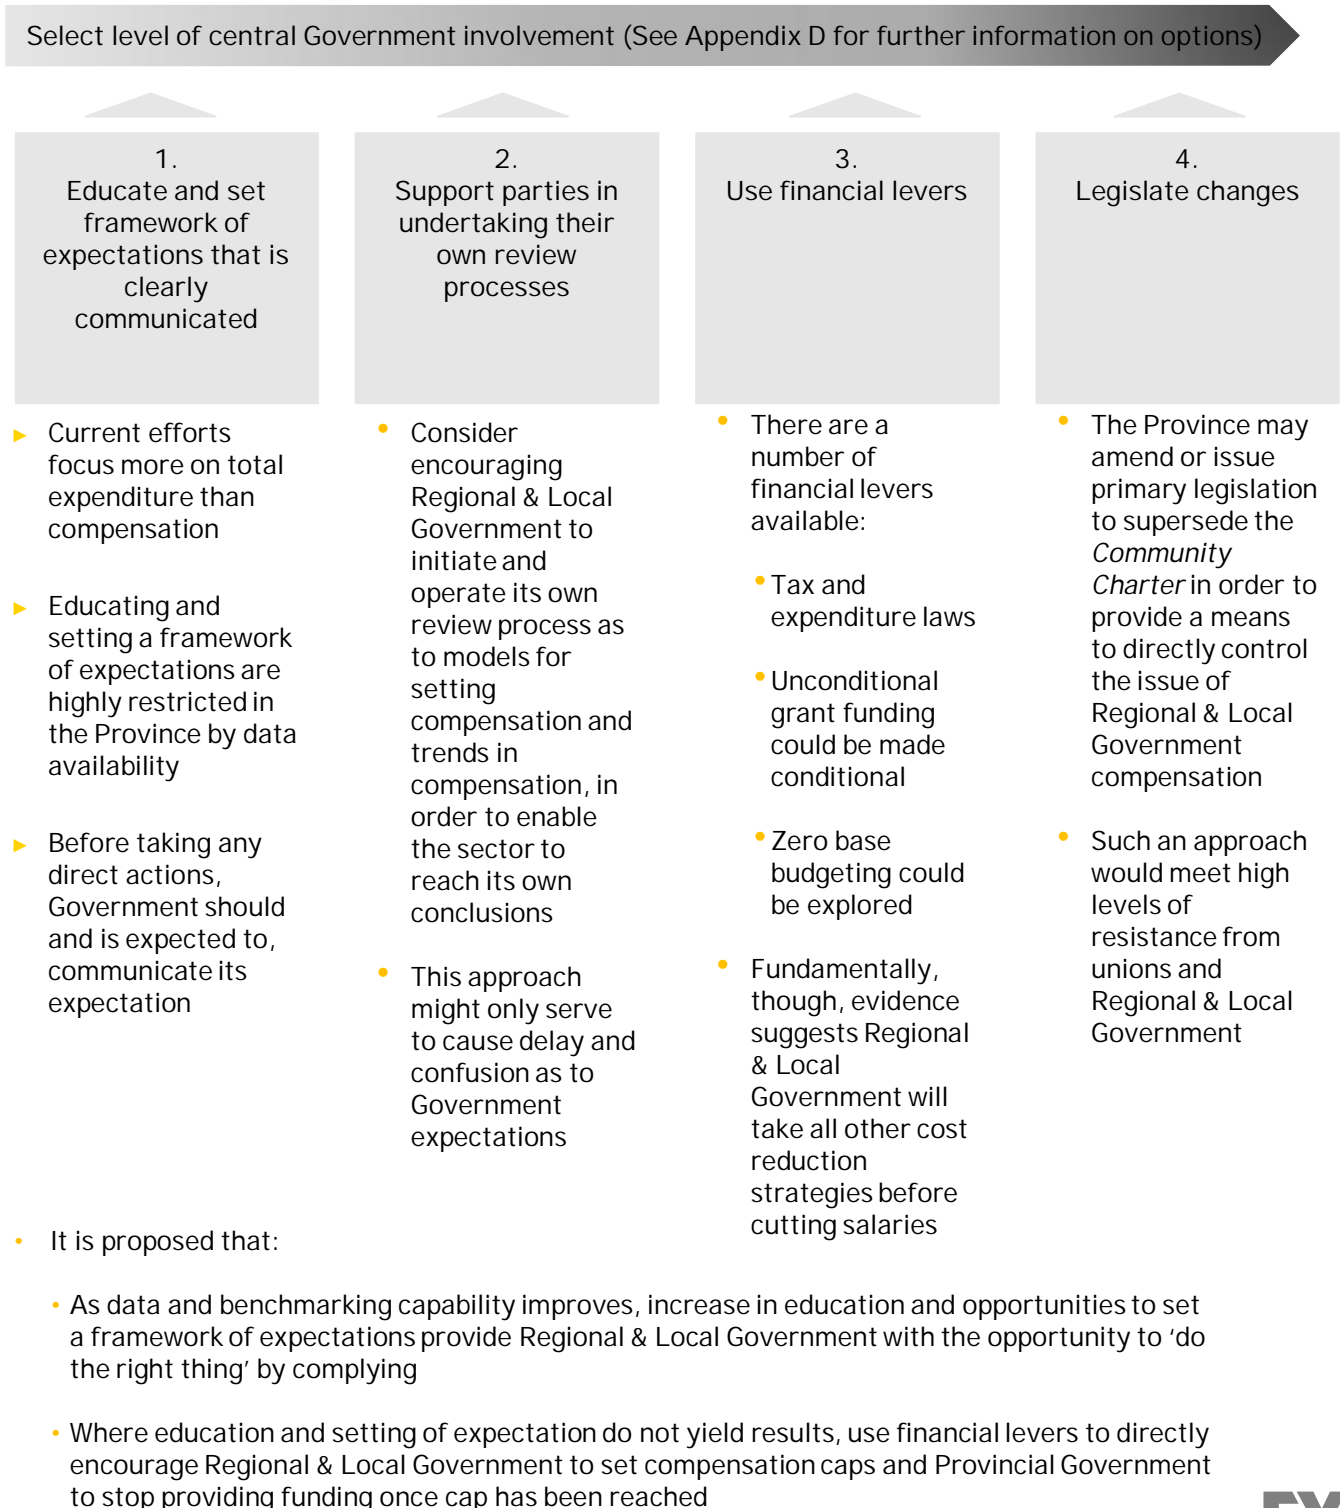 Select level of central Government involvement (See Appendix D for further information on options)
1.
Educate and set
framework of
expectations that is
clearly
communicated
2.
Support parties in
undertaking their
own review
processes
3.
Use financial levers
4.
Legislate changes
► Current efforts
focus more on total
expenditure than
compensation
► Educating and
setting a framework
of expectations are
highly restricted in
the Province by data
availability
► Before taking any
direct actions,
Government should
and is expected to,
communicate its
expectation
• Consider
encouraging
Regional & Local
Government to
initiate and
operate its own
review process as
to models for
setting
compensation and
trends in
compensation, in
order to enable
the sector to
reach its own
conclusions
• This approach
might only serve
to cause delay and
confusion as to
Government
expectations
• There are a
number of
financial levers
available:
• Tax and
expenditure laws
• Unconditional
grant funding
could be made
conditional
• Zero base
budgeting could
be explored
• Fundamentally,
though, evidence
suggests Regional
& Local
Government will
take all other cost
reduction
strategies before
cutting salaries
• The Province may
amend or issue
primary legislation
to supersede the
Community
Charter in order to
provide a means
to directly control
the issue of
Regional & Local
Government
compensation
• Such an approach
would meet high
levels of
resistance from
unions and
Regional & Local
Government
• It is proposed that:
• As data and benchmarking capability improves, increase in education and opportunities to set
a framework of expectations provide Regional & Local Government with the opportunity to ‘do
the right thing’ by complying
• Where education and setting of expectation do not yield results, use financial levers to directly
encourage Regional & Local Government to set compensation caps and Provincial Government
to stop providing funding once cap has been reached